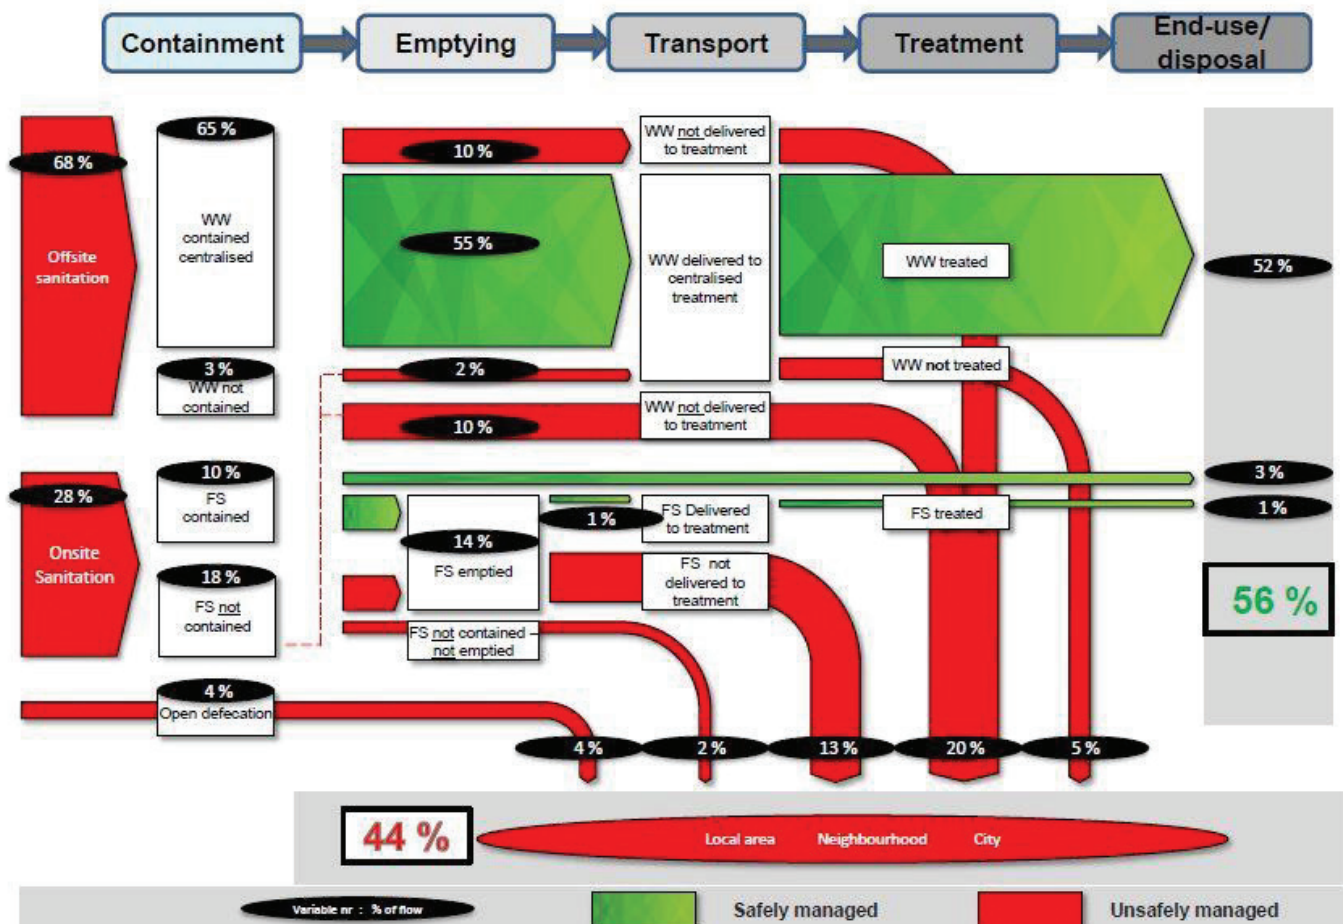 Containment
Emptying
Transport
Treatment
End-use/
disposal
68 %
Offsite
sanitation
65 %
WW
contained
centralised
3 %
WW not
contained
10 %
WW not delivered
to treatment
55 %
WW delivered to
centralised
treatment
WW treated
52 %
2 %
WW not treated
10 %
WW not delivered
to treatment
28 %
Onsite
Sanitation
10 %
FS
contained
18 %
FS not
contained
3 %
14 %
FS emptied
1 %
FS Delivered
to treatment
FS treated
1 %
FS not
delivered to
treatment
FS not contained –
not emptied
56 %
4 %
Open defecation
4 %
2 %
13 %
20 %
5 %
44 %
Local area
Neighbourhood
City
Variable nr : % of flow
Safely managed
Unsafely managed